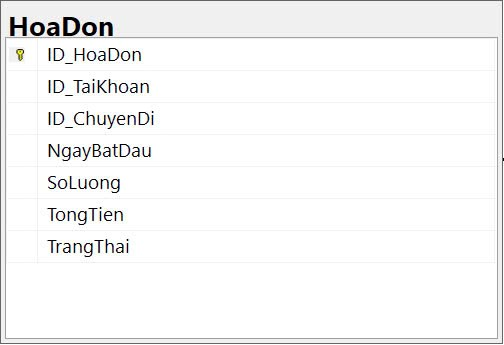 HoaDon
ID_HoaDon
ID_TaiKhoan
ID_ChuyenDi
NgayBatDau
SoLuong
TongTien
TrangThai